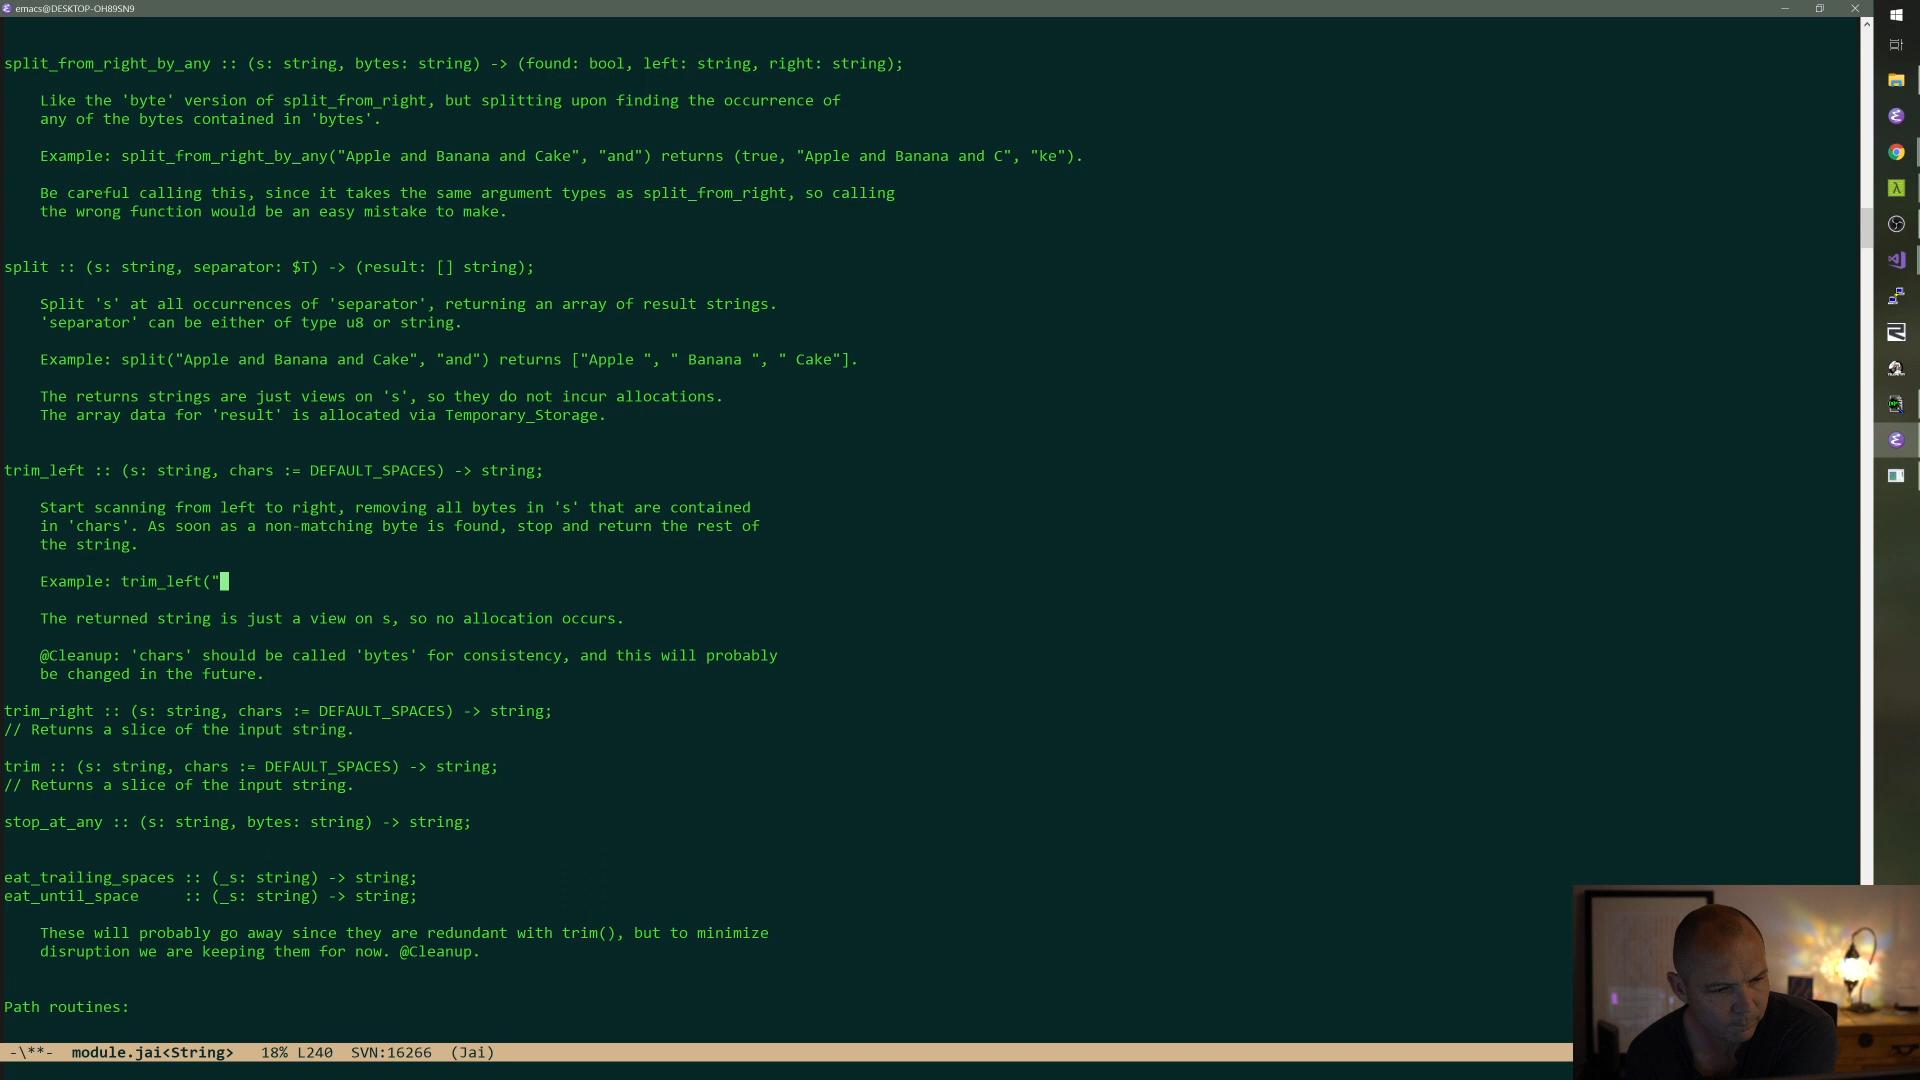 emacs@DESKTOP-OH89SN9
split_from_right_by_any :: (s: string, bytes: string) -> (found: bool, left: string, right: string);
Like the 'byte' version of split_from_right, but splitting upon finding the occurrence of
any of the bytes contained in 'bytes'.
Example: split_from_right_by_any("Apple and Banana and Cake", "and") returns (true, "Apple and Banana and C", "ke").
Be careful calling this, since it takes the same argument types as split_from_right, so calling
the wrong function would be an easy mistake to make.
split :: (s: string, separator: $T) -> (result: [] string);
Split 's' at all occurrences of 'separator', returning an array of result strings.
'separator' can be either of type u8 or string.
Example: split("Apple and Banana and Cake", "and") returns ["Apple ", " Banana ", " Cake"].
The returns strings are just views on 's', so they do not incur allocations.
The array data for 'result' is allocated via Temporary_Storage.
trim_left :: (s: string, chars := DEFAULT_SPACES) -> string;
Start scanning from left to right, removing all bytes in 's' that are contained
in 'chars'. As soon as a non-matching byte is found, stop and return the rest of
the string.
Example: trim_left("
The returned string is just a view on s, so no allocation occurs.
@Cleanup: 'chars' should be called 'bytes' for consistency, and this will probably
be changed in the future.
trim_right :: (s: string, chars := DEFAULT_SPACES) -> string;
// Returns a slice of the input string.
trim :: (s: string, chars := DEFAULT_SPACES) -> string;
// Returns a slice of the input string.
stop_at_any :: (s: string, bytes: string) -> string;
eat_trailing_spaces :: (_s: string) -> string;
eat_until_space     :: (_s: string) -> string;
These will probably go away since they are redundant with trim(), but to minimize
disruption we are keeping them for now. @Cleanup.
Path routines:
-\**-  module.jai<String>   18% L240  SVN:16266  (Jai)